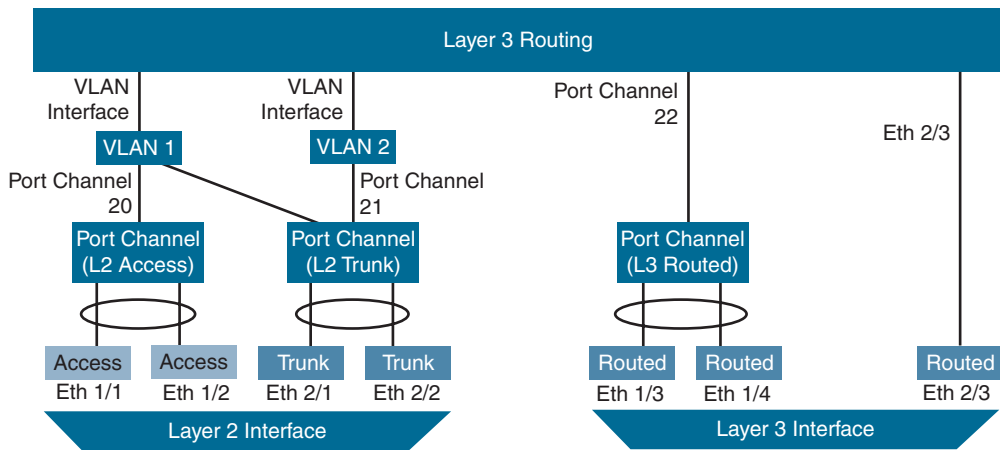 Layer 3 Routing
VLAN
Interface
VLAN
Interface
Port Channel
22
Eth 2/3
VLAN 1
VLAN 2
Port Channel
20
Port Channel
21
Port Channel
(L2 Access)
Port Channel
(L2 Trunk)
Port Channel
(L3 Routed)
Access
Access
Trunk
Trunk
Routed
Routed
Routed
Eth 1/1
Eth 1/2
Eth 2/1
Eth 2/2
Eth 1/3
Eth 1/4
Eth 2/3
Layer 2 Interface
Layer 3 Interface